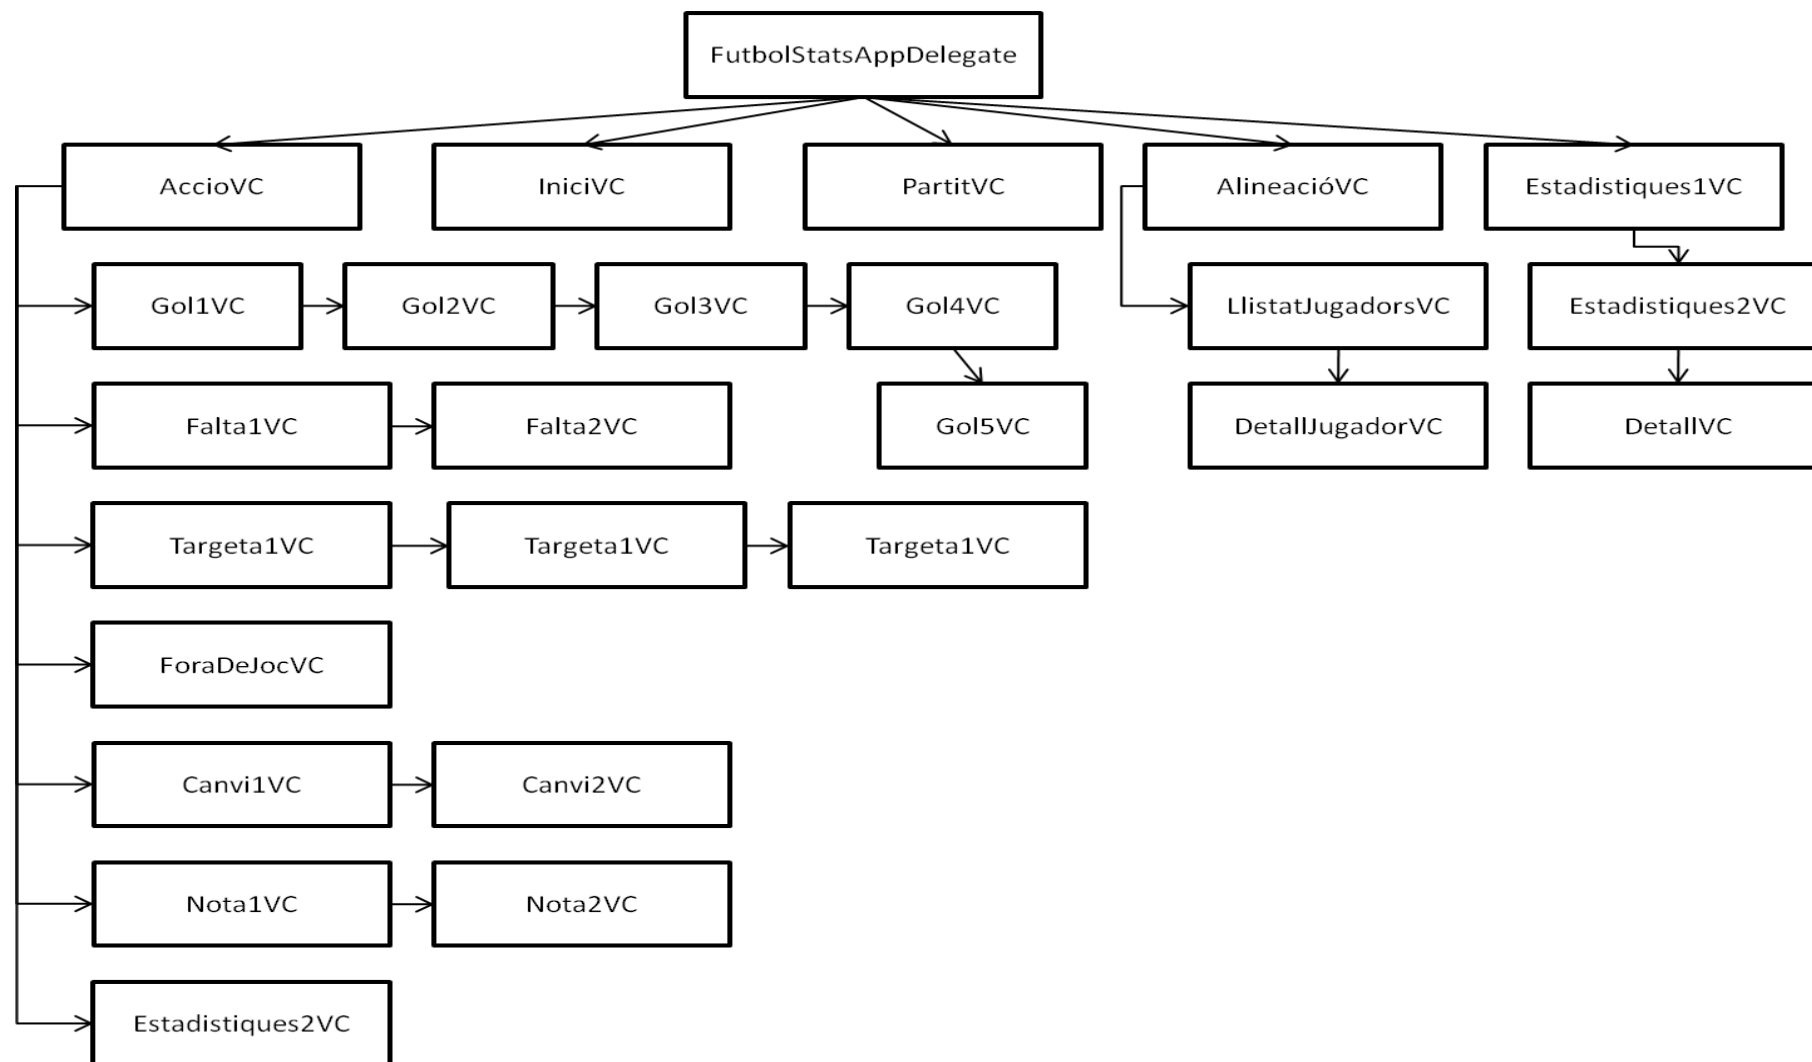 FutbolStatsAppDelegate
AccioVC
IniciVC
PartitVC
AlineacióVC
Estadistiques1VC
Gol1VC
Gol2VC
Gol3VC
Gol4VC
LlistatJugadorsVC
Estadistiques2VC
Falta1VC
Falta2VC
Gol5VC
DetallJugadorVC
DetallVC
Targeta1VC
Targeta1VC
Targeta1VC
ForaDeJocVC
Canvi1VC
Canvi2VC
Nota1VC
Nota2VC
Estadistiques2VC